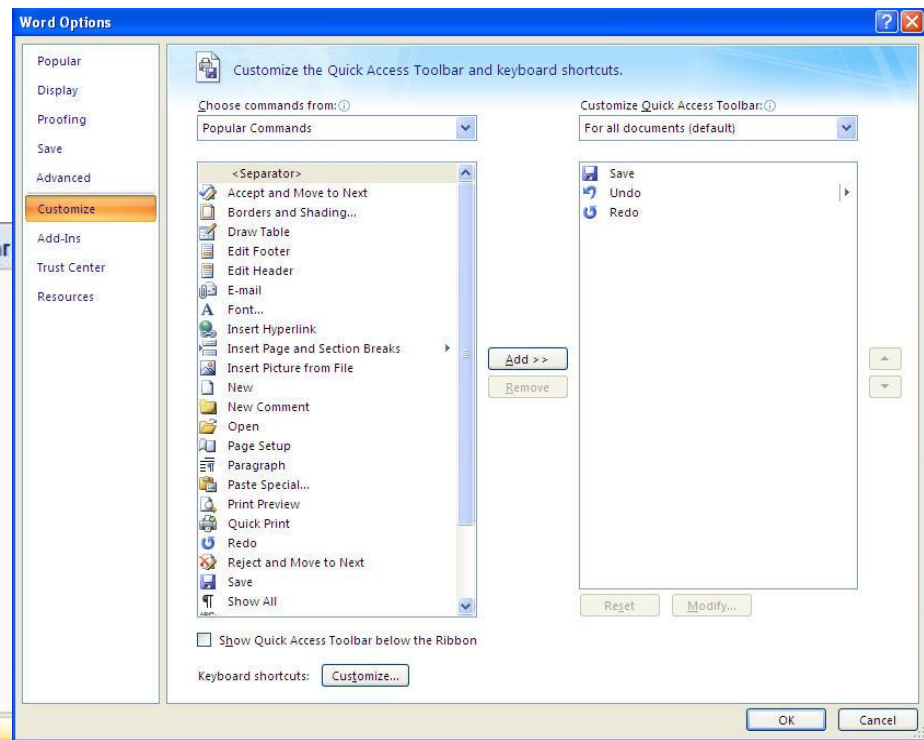 Word Options
Popular
Display
Proofing
Save
Advanced
Customize
Add-Ins
Trust Center
Resources
Customize the Quick Access Toolbar and keyboard shortcuts.
Choose commands from:
Popular Commands
<Separator>
Accept and Move to Next
Borders and Shading...
Draw Table
Edit Footer
Edit Header
E-mail
Font...
Insert Hyperlink
Insert Page and Section Breaks
Insert Picture from File
New
New Comment
Open
Page Setup
Paragraph
Paste Special...
Print Preview
Quick Print
Redo
Reject and Move to Next
Save
Show All
Add >>
Remove
Customize Quick Access Toolbar:
For all documents (default)
Save
Undo
Redo
Reset
Modify...
Show Quick Access Toolbar below the Ribbon
Keyboard shortcuts:
Customize...
OK
Cancel